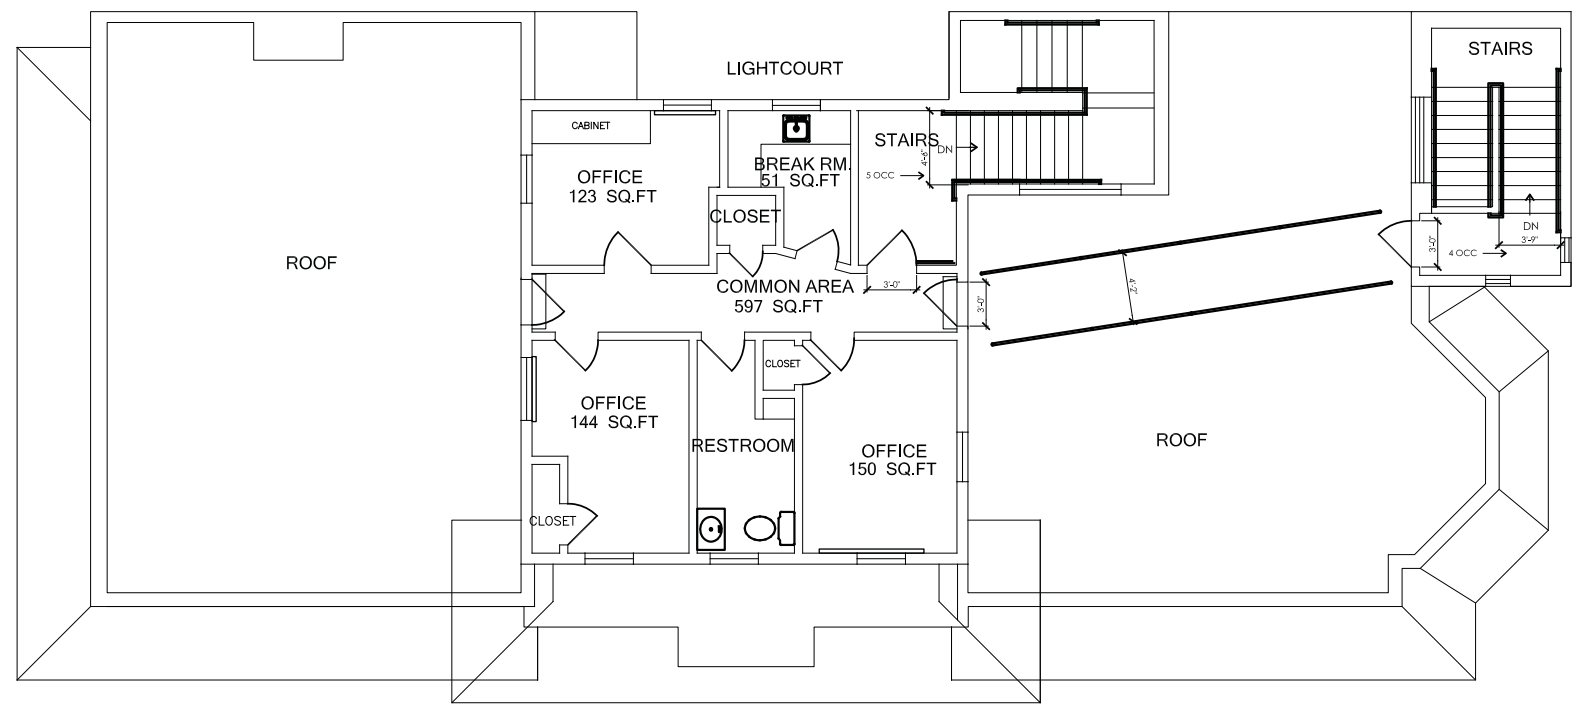 STAIRS
LIGHTCOURT
CABINET
STAIRS
DN
4'-6"
BREAK RM.
51 SQ.FT
5 OCC
OFFICE
123 SQ.FT
CLOSET
DN
3'-9"
3'-0"
4 OCC
ROOF
COMMON AREA
597 SQ.FT
3'-0"
3'-0"
4'-2"
CLOSET
OFFICE
144 SQ.FT
RESTROOM
OFFICE
150 SQ.FT
ROOF
CLOSET